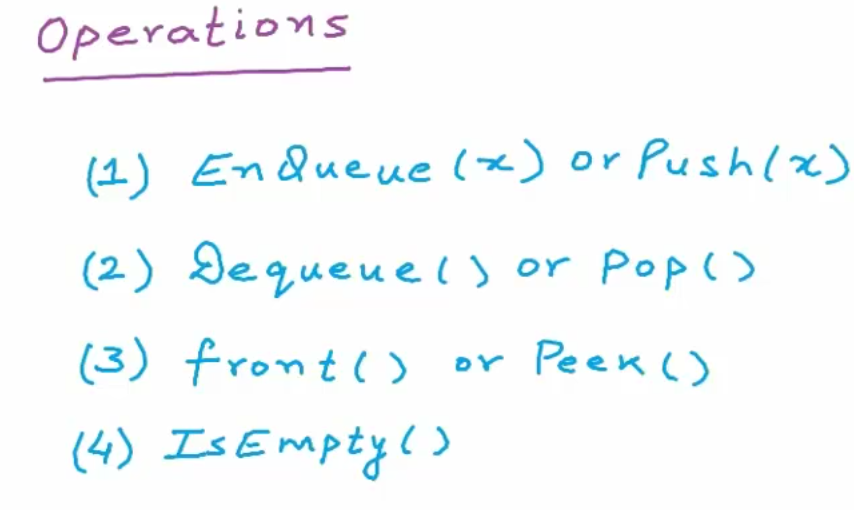 Operations
(1) EnQueue(x) or Push(x)
(2) Dequeue() or Pop()
(3) front() or Peek()
(4) IsEmpty()